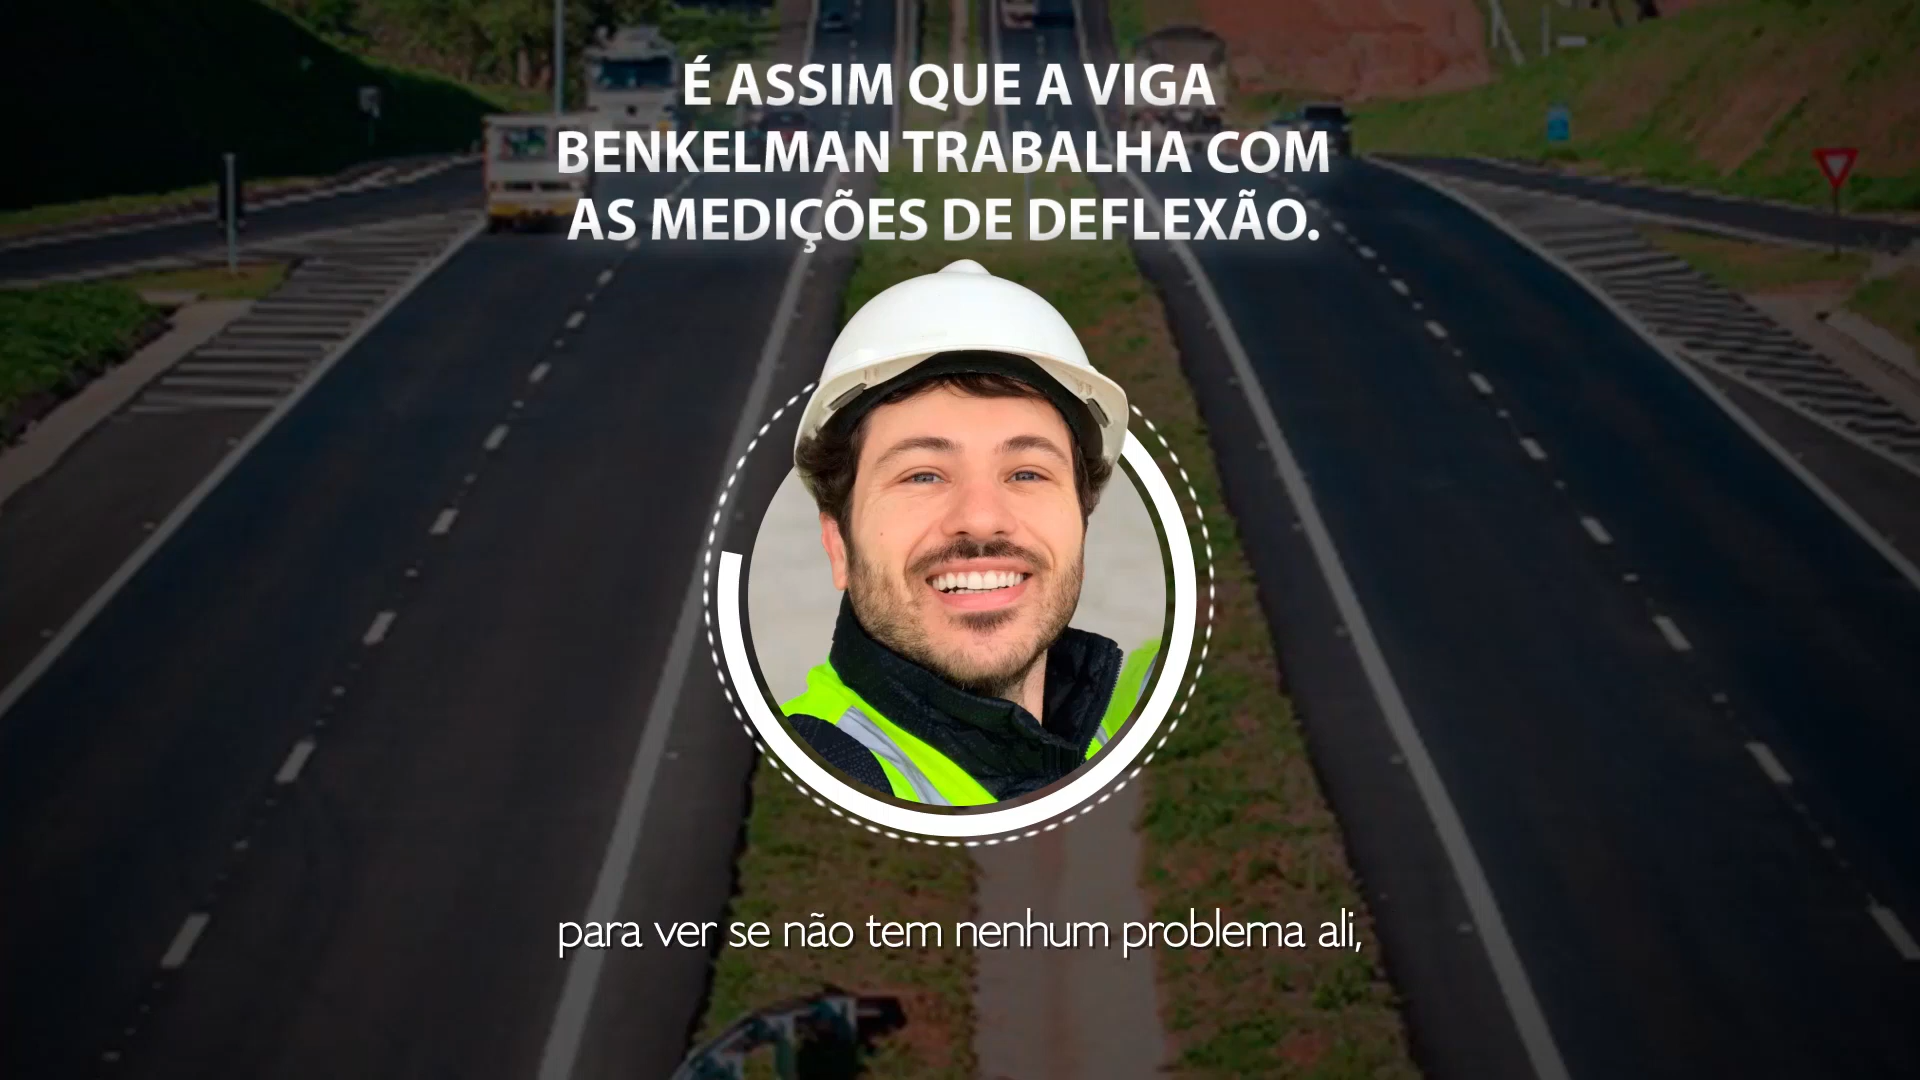 É ASSIM QUE A VIGA
BENKELMAN TRABALHA COM
AS MEDIÇÕES DE DEFLEXÃO.
para ver se não tem nenhum problema ali,